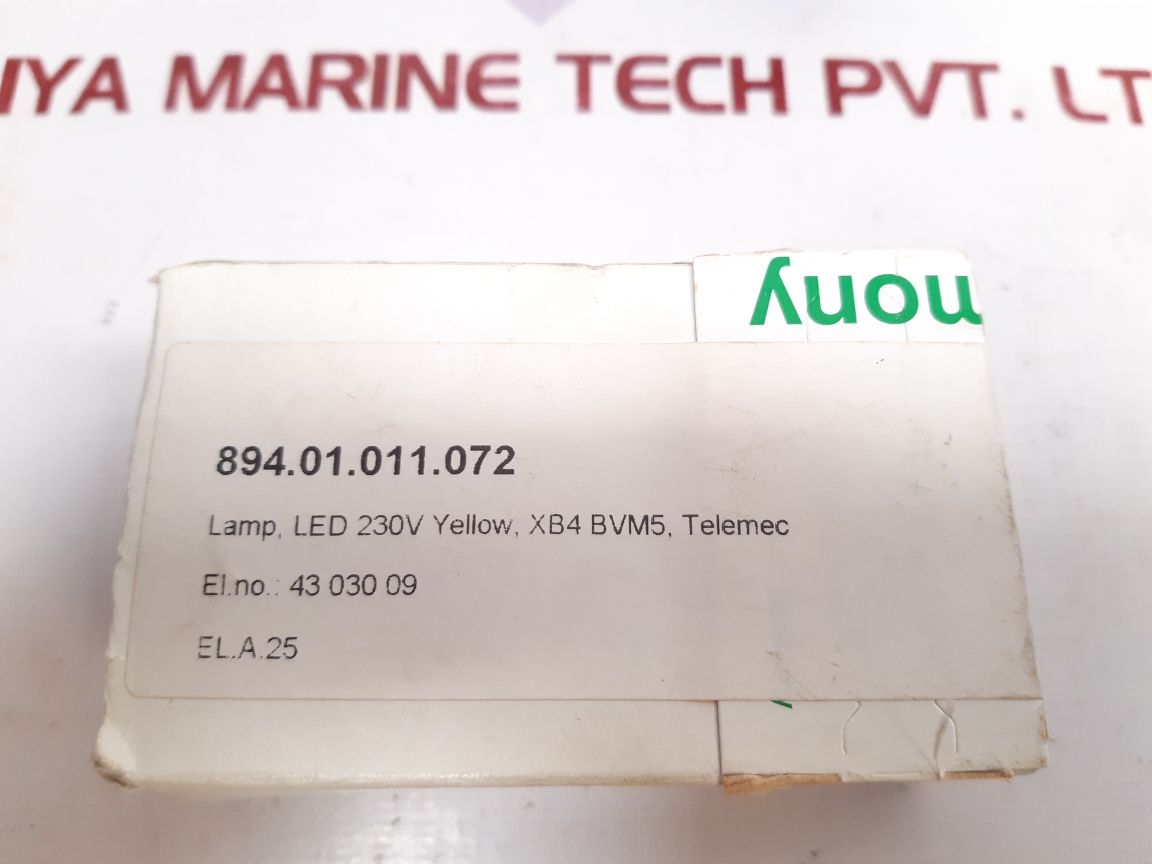 IYA MARINE TECH PVT. LT
mony
894.01.011.072
Lamp, LED 230V Yellow, XB4 BVM5, Telemec
El.no.: 43 030 09
EL.A.25